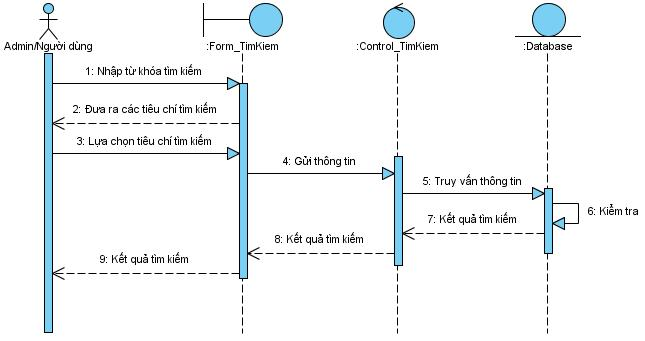 Admin/Người dùng
:Form_TimKiem
:Control_TimKiem
:Database
1: Nhập từ khóa tìm kiếm
2: Đưa ra các tiêu chí tìm kiếm
3: Lựa chọn tiêu chí tìm kiếm
4: Gửi thông tin
5: Truy vấn thông tin
6: Kiểm tra
7: Kết quả tìm kiếm
8: Kết quả tìm kiếm
9: Kết quả tìm kiếm